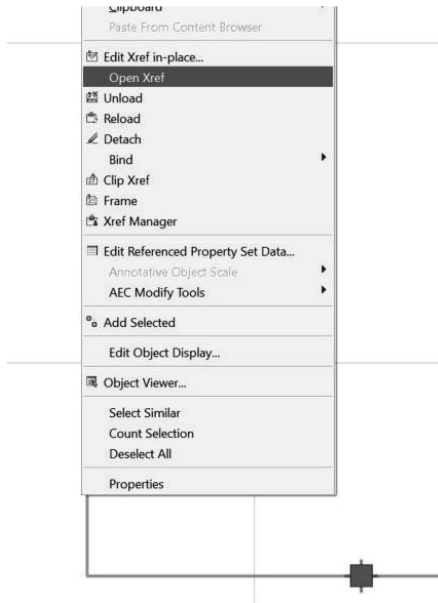 Clipboard
Paste From Content Browser
Edit Xref in-place...
Open Xref
Unload
Reload
Detach
Bind
Clip Xref
Frame
Xref Manager
Edit Referenced Property Set Data...
Annotative Object Scale
AEC Modify Tools
Add Selected
Edit Object Display...
Object Viewer...
Select Similar
Count Selection
Deselect All
Properties